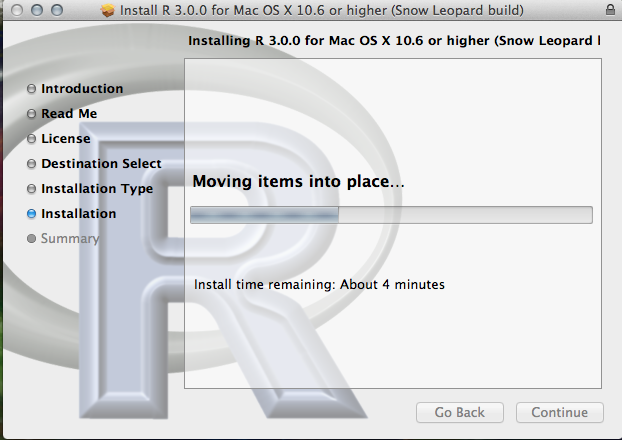 Install R 3.0.0 for Mac OS X 10.6 or higher (Snow Leopard build)
Installing R 3.0.0 for Mac OS X 10.6 or higher (Snow Leopard
Introduction
Read Me
License
Destination Select
Installation Type
Installation
Summary
Moving items into place...
Install time remaining: About 4 minutes
Go Back
Continue
R